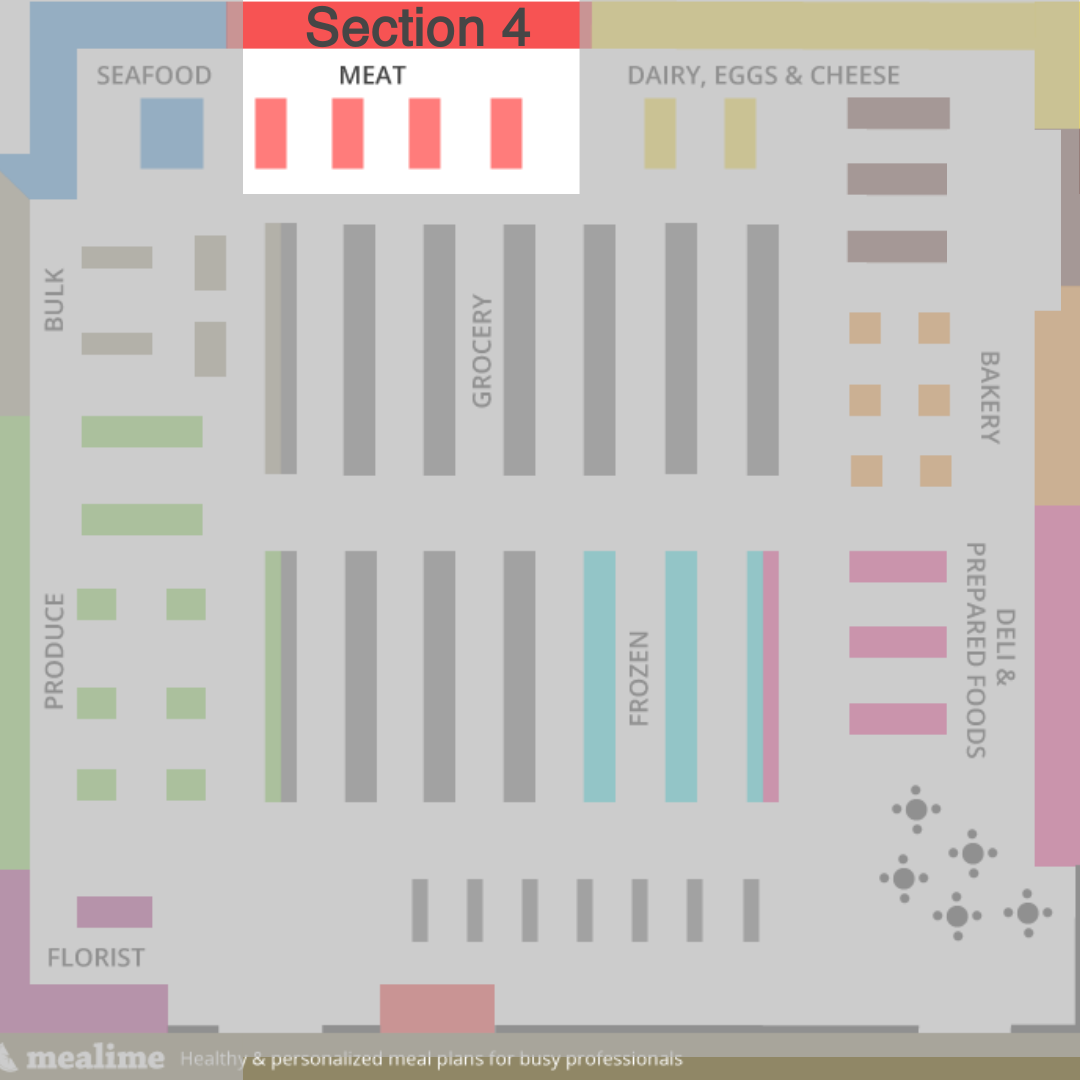 Section 4
SEAFOOD
MEAT
DAIRY, EGGS & CHEESE
BULK
GROCERY
BAKERY
PRODUCE
FROZEN
DELI &
PREPARED FOODS
FLORIST
mealime Healthy & personalized meal plans for busy professionals